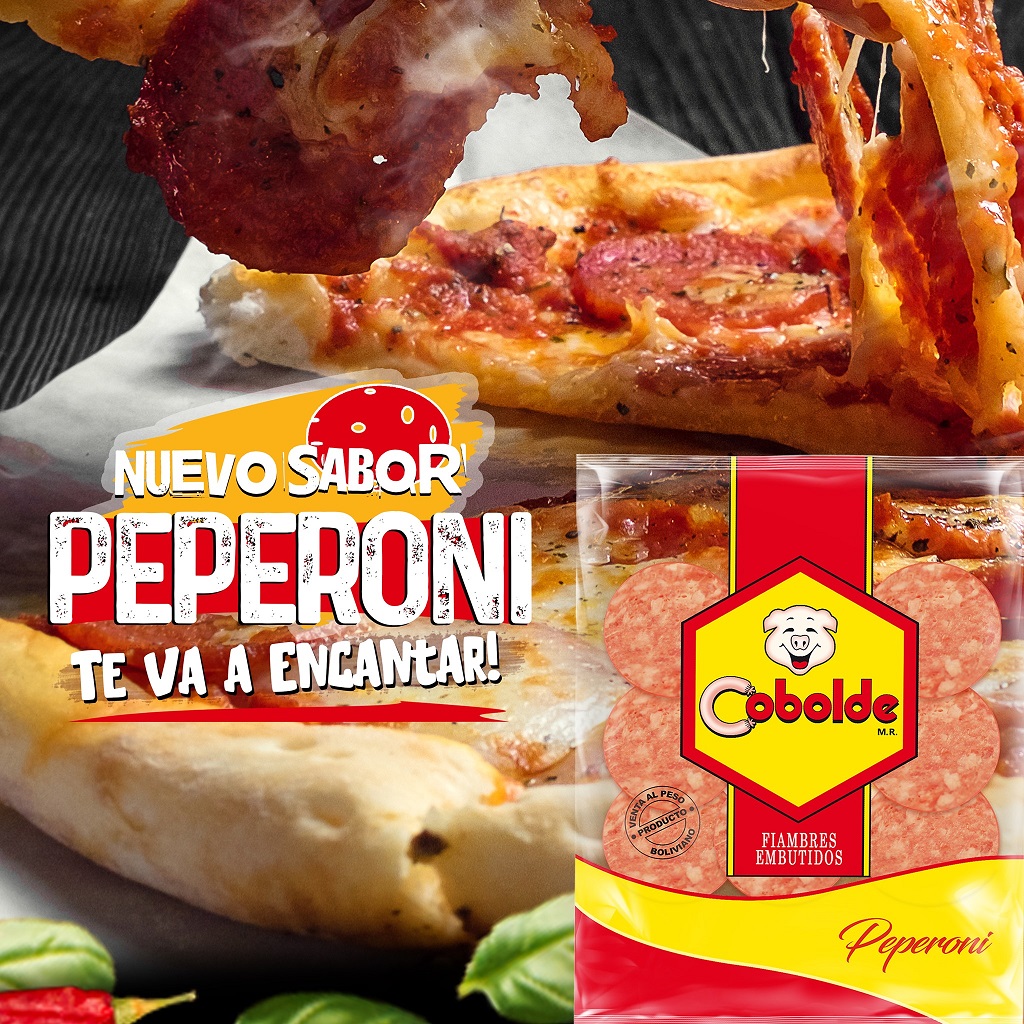 NUEVO SABOR
PEPERONI
TE VA A ENCANTAR!
Cobolde
M.R.
VENTA AL PESO
PRODUCTO
BOLIVIANO
FIAMBRES
EMBUTIDOS
Peperoni